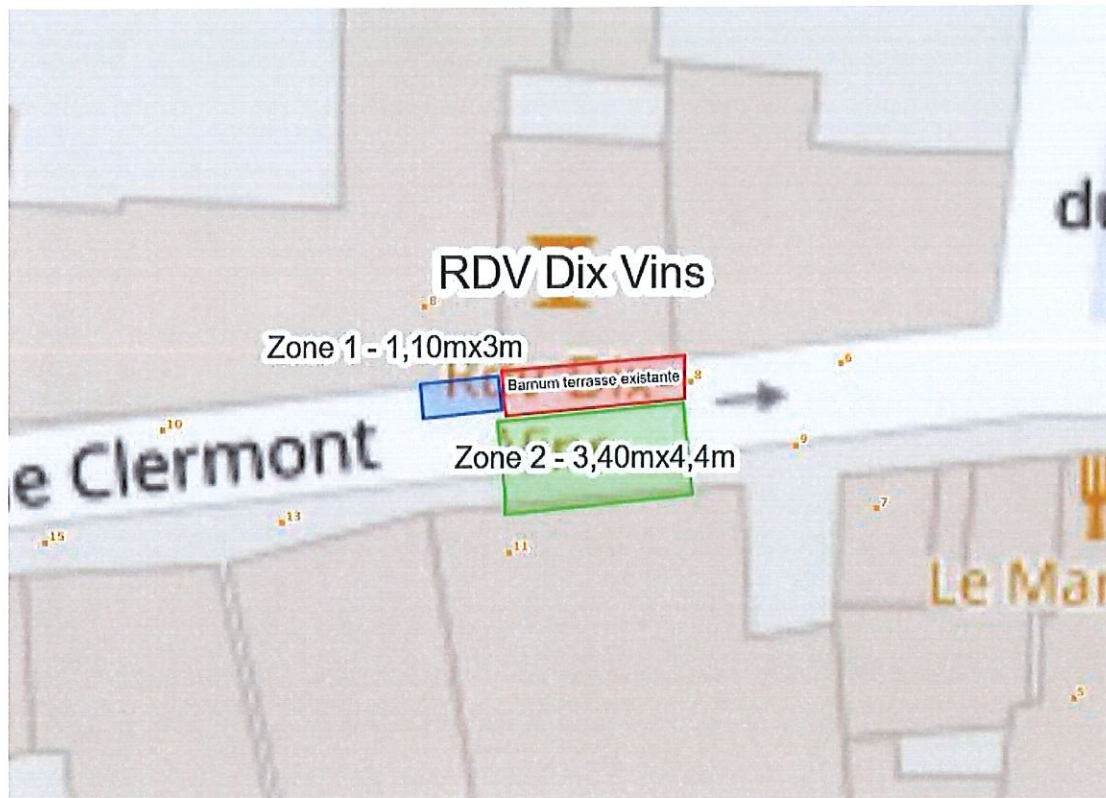 du
RDV Dix Vins
8
Zone 1 - 1,10mx3m
Barnum terrasse existante
8
6
10
e Clermont
Zone 2 - 3,40mx4,4m
9
7
13
15
11
Le Mar
5